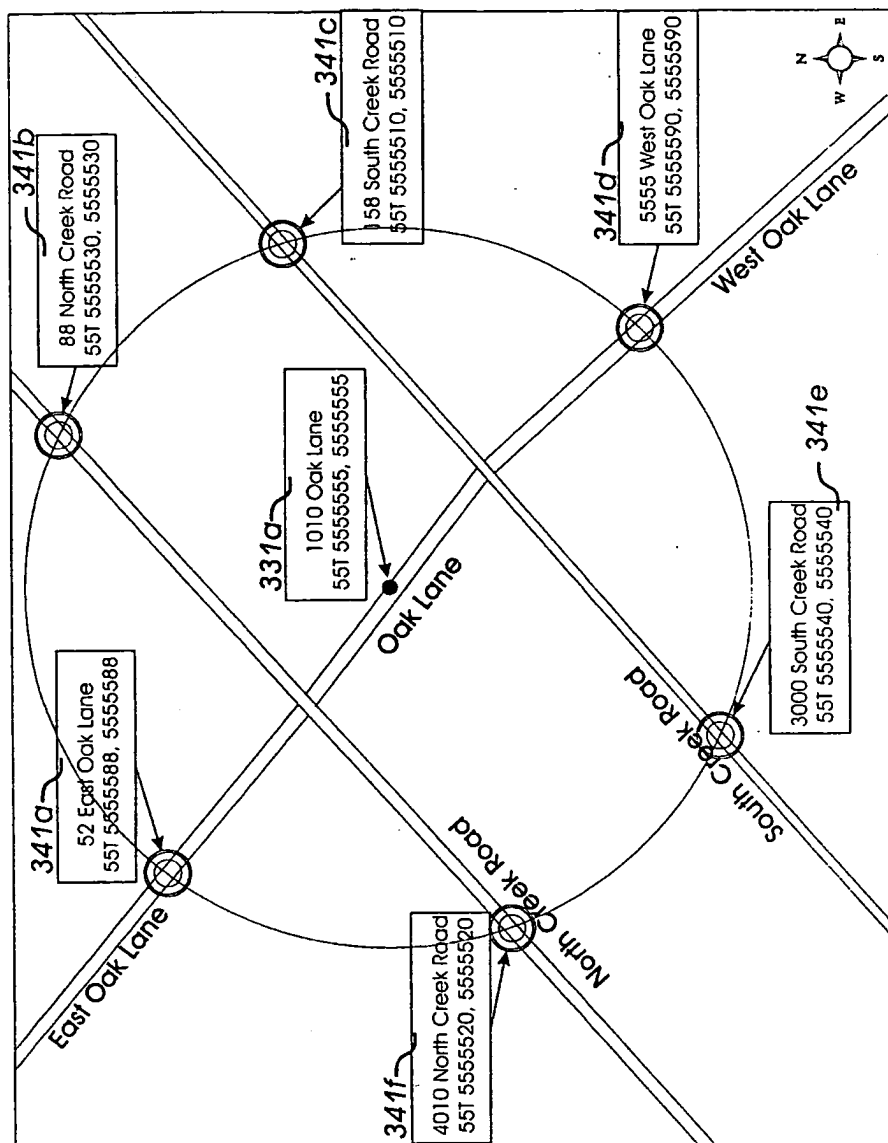 341a
52 East Oak Lane
55T 5555588, 5555588
341b
88 North Creek Road
55T 5555530, 5555530
341c
158 South Creek Road
55T 5555510, 5555510
331a
1010 Oak Lane
55T 5555555, 5555555
341d
5555 West Oak Lane
55T 5555590, 5555590
341e
3000 South Creek Road
55T 5555540, 5555540
341f
4010 North Creek Road
55T 5555520, 5555520
East Oak Lane
Oak Lane
West Oak Lane
North Creek Road
South Creek Road
N
E
S
W